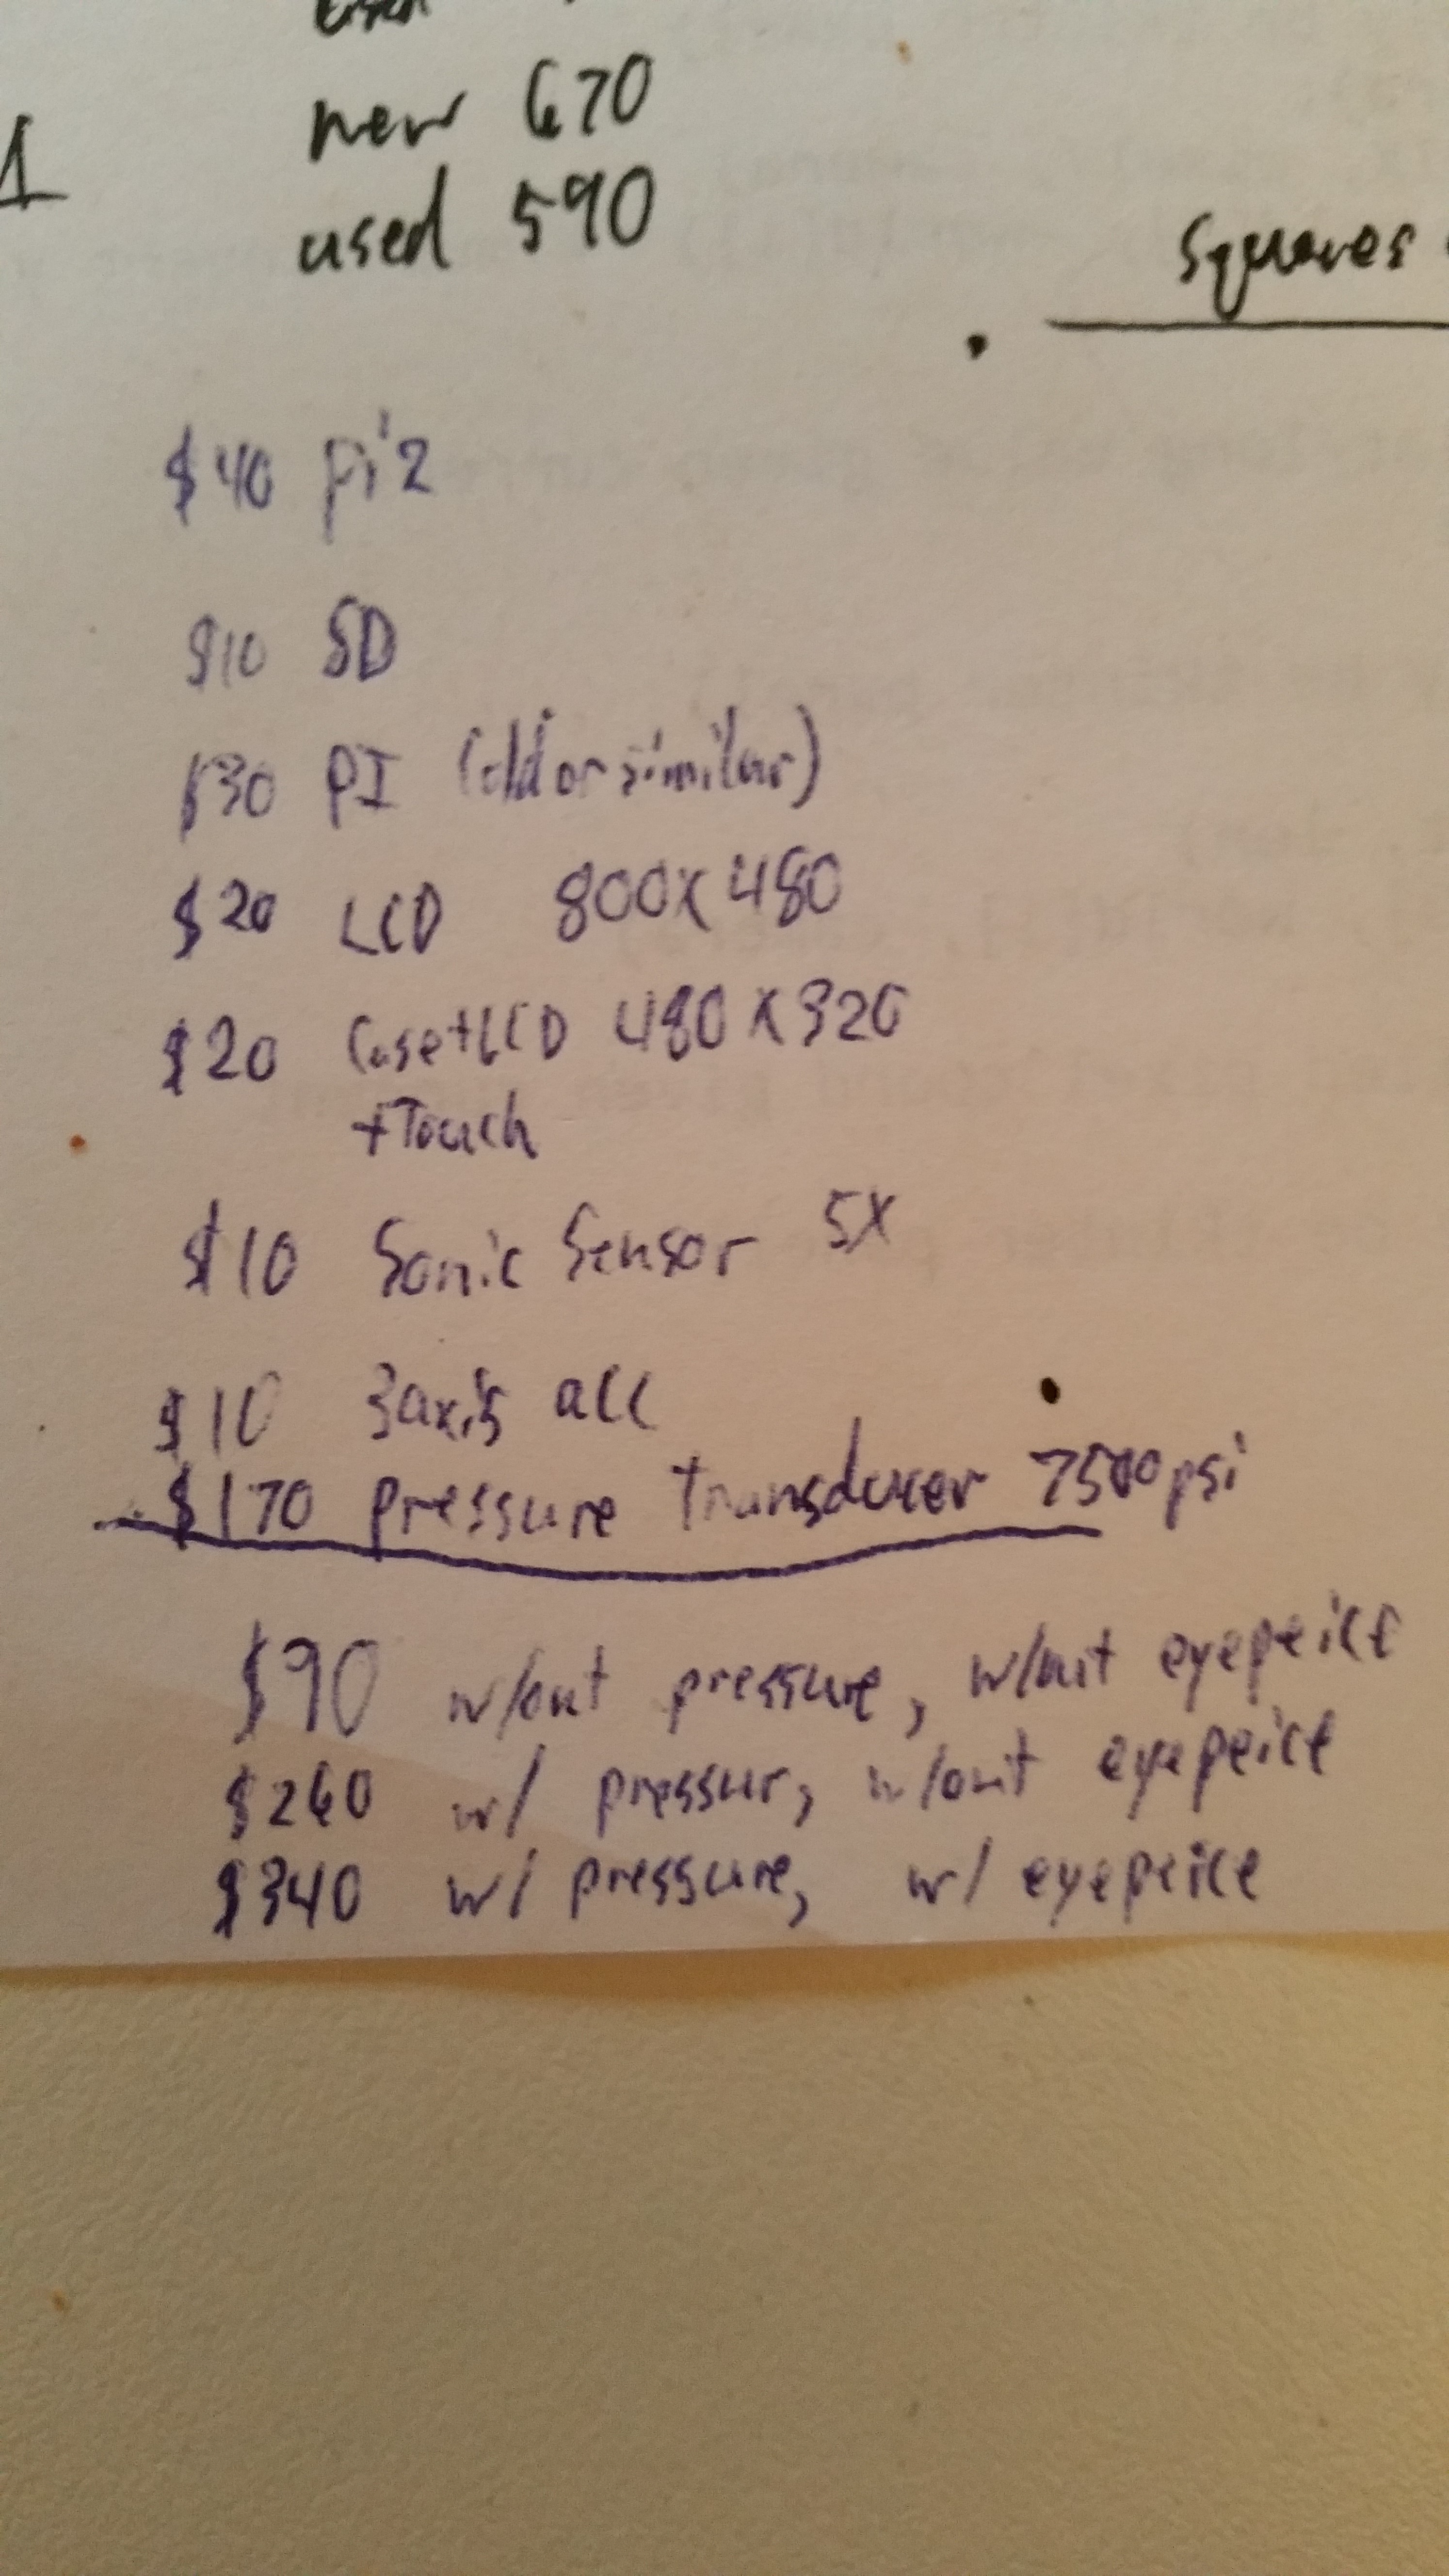 new 670
1
used 590
squares
$40 pi 2
$10 SD
$30 PI (old or similar)
$20 LCD 800x480
$20 Case+LCD 480x320
+Touch
$10 Sonic Sensor 5X
$10 3axis acc
$170 pressure transducer 7500psi
$90 w/out pressure, w/out eyepeice
$260 w/ pressur, w/out eyepeice
$340 w/ pressure, w/ eyepeice